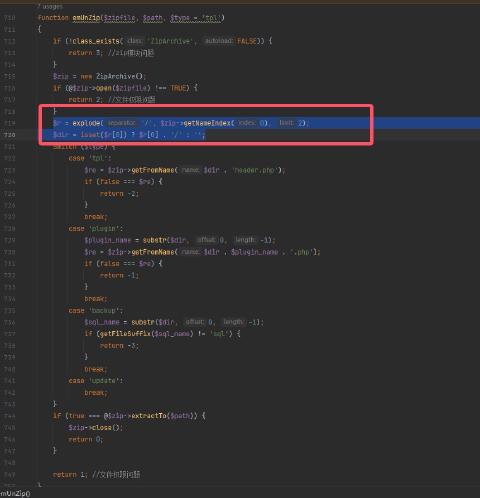 7 usages
710 function emUnZip($zipfile, $path, $type = 'tpl')
711 {
712 if (!class_exists( class: 'ZipArchive', autoload: FALSE)) {
713 return 3; //zip模块问题
714 }
715 $zip = new ZipArchive();
716 if (@$zip->open($zipfile) !== TRUE) {
717 return 2; //文件权限问题
718 }
719 $r = explode( separator: '/', $zip->getNameIndex( index: 0), limit: 2);
720 $dir = isset($r[0]) ? $r[0] . '/' : '';
721 switch ($type) {
722 case 'tpl':
723 $re = $zip->getFromName( name: $dir . 'header.php');
724 if (false === $re) {
725 return -2;
726 }
727 break;
728 case 'plugin':
729 $plugin_name = substr($dir, offset: 0, length: -1);
730 $re = $zip->getFromName( name: $dir . $plugin_name . '.php');
731 if (false === $re) {
732 return -1;
733 }
734 break;
735 case 'backup':
736 $sql_name = substr($dir, offset: 0, length: -1);
737 if (getFileSuffix($sql_name) != 'sql') {
738 return -3;
739 }
740 break;
741 case 'update':
742 break;
743 }
744 if (true === @$zip->extractTo($path)) {
745 $zip->close();
746 return 0;
747 }
748
749 return 1; //文件权限问题
750 }
emUnZip()